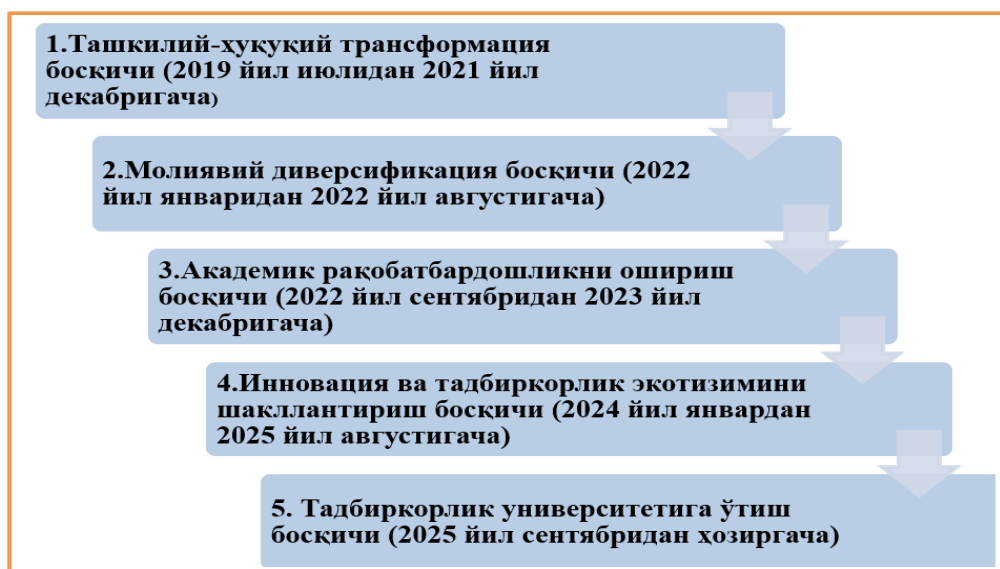 1.Ташкилий-ҳуқуқий трансформация
босқичи (2019 йил июлидан 2021 йил
декабригача)
2.Молиявий диверсификация босқичи (2022
йил январидан 2022 йил августигача)
3.Академик рақобатбардошликни ошириш
босқичи (2022 йил сентябридан 2023 йил
декабригача)
4.Инновация ва тадбиркорлик экотизимини
шакллантириш босқичи (2024 йил январдан
2025 йил августигача)
5. Тадбиркорлик университетига ўтиш
босқичи (2025 йил сентябридан ҳозиргача)